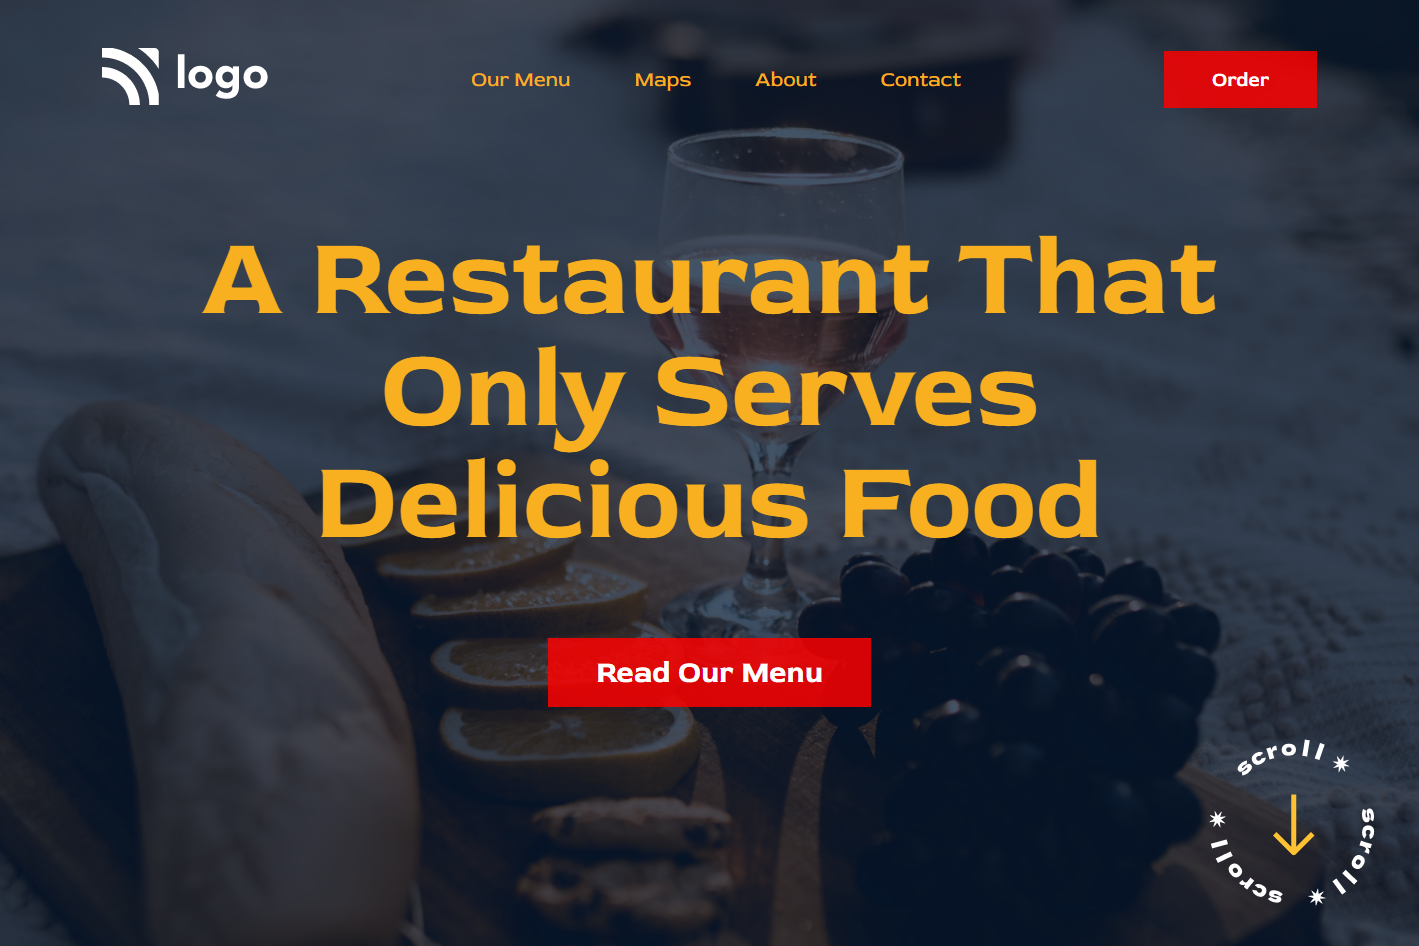 logo
Our Menu
Maps
About
Contact
Order
A Restaurant That
Only Serves
Delicious Food
Read Our Menu
scroll
scroll
scroll